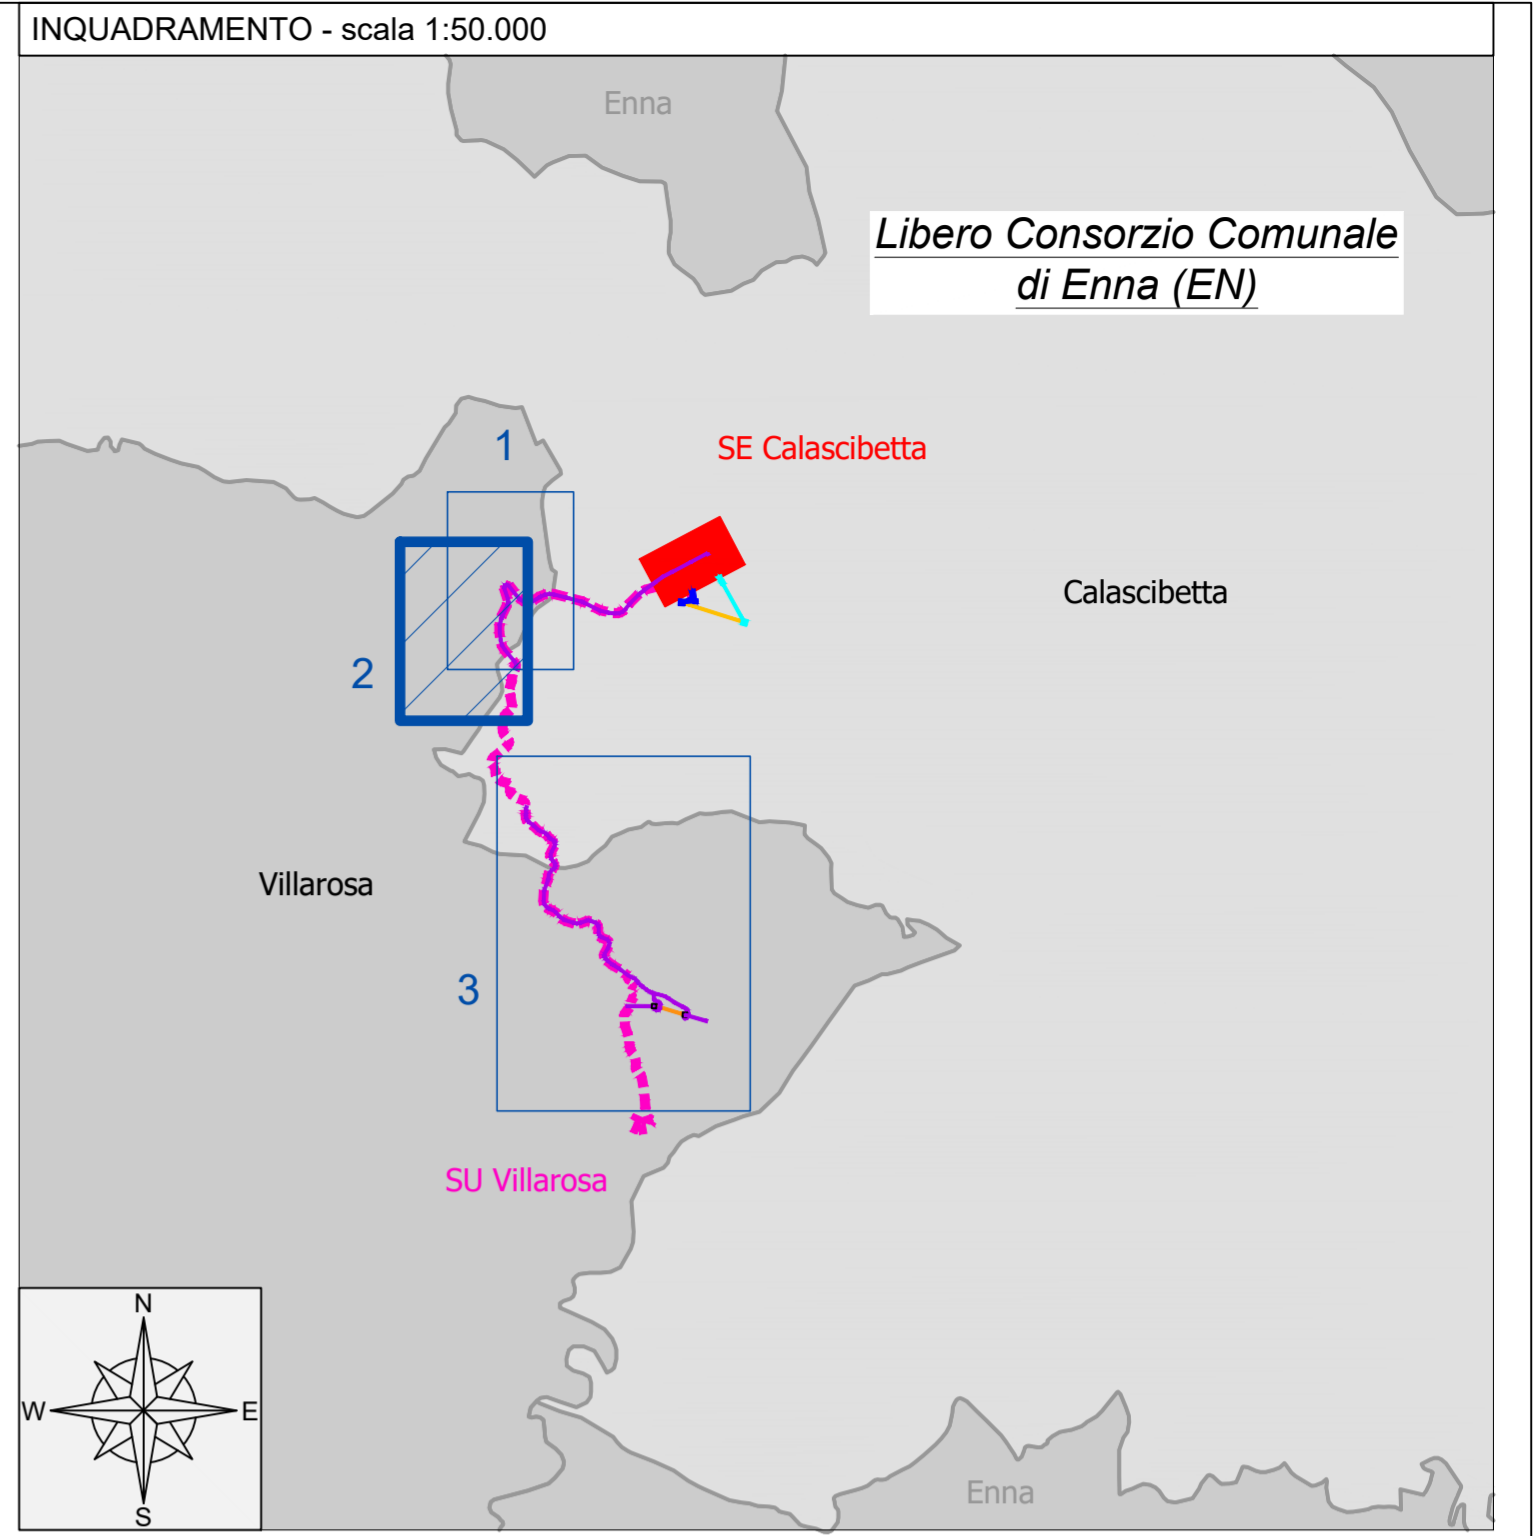 INQUADRAMENTO - scala 1:50.000
Enna
Libero Consorzio Comunale
di Enna (EN)
1
SE Calascibetta
Calascibetta
2
Villarosa
3
SU Villarosa
N
W
E
S
Enna